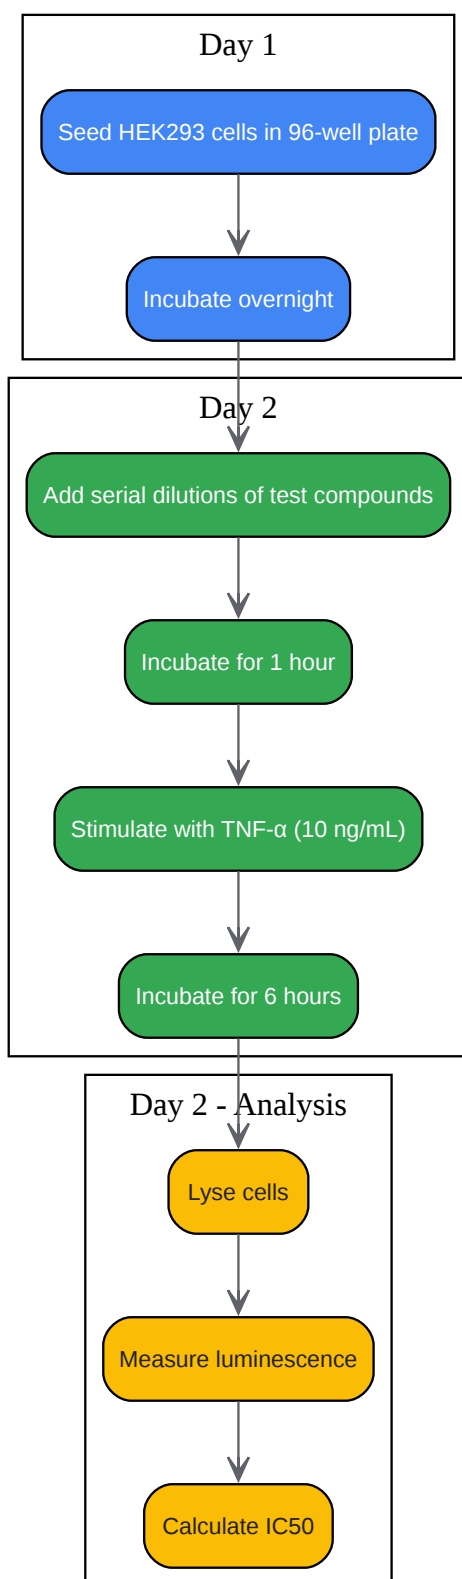 Day 1
Seed HEK293 cells in 96-well plate
Incubate overnight
Day 2
Add serial dilutions of test compounds
Incubate for 1 hour
Stimulate with TNF-α (10 ng/mL)
Incubate for 6 hours
Day 2 - Analysis
Lyse cells
Measure luminescence
Calculate IC50